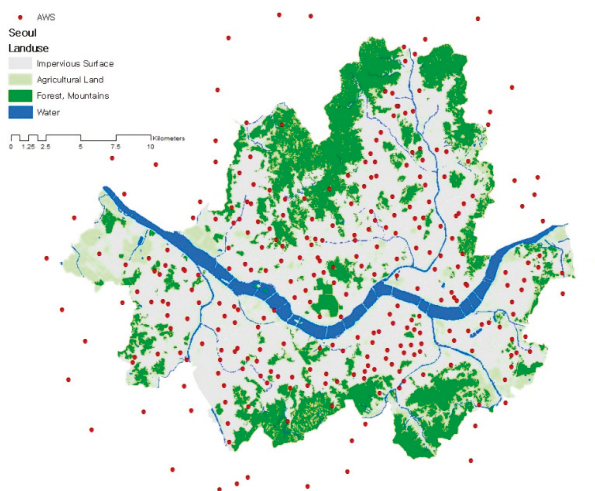 AWS
Seoul
Landuse
Impervious Surface
Agricultural Land
Forest, Mountains
Water
0 1.25 2.5 5 7.5 10 Kilometers